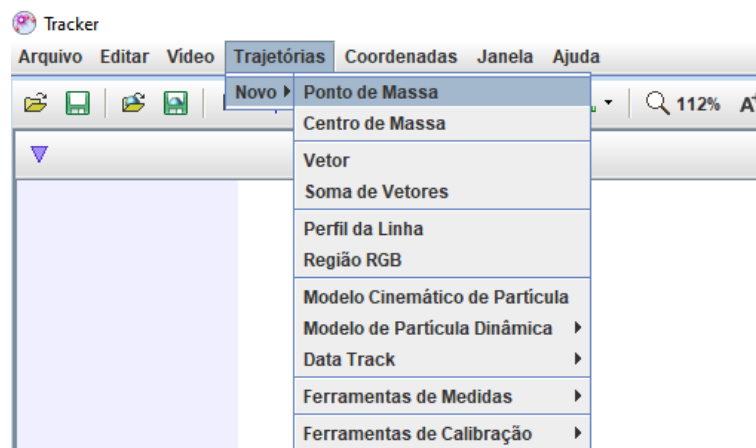 Tracker
Arquivo Editar Video Trajetórias Coordenadas Janela Ajuda
Novo Ponto de Massa
112%
Centro de Massa
Vetor
Soma de Vetores
Perfil da Linha
Região RGB
Modelo Cinemático de Partícula
Modelo de Partícula Dinâmica
Data Track
Ferramentas de Medidas
Ferramentas de Calibração